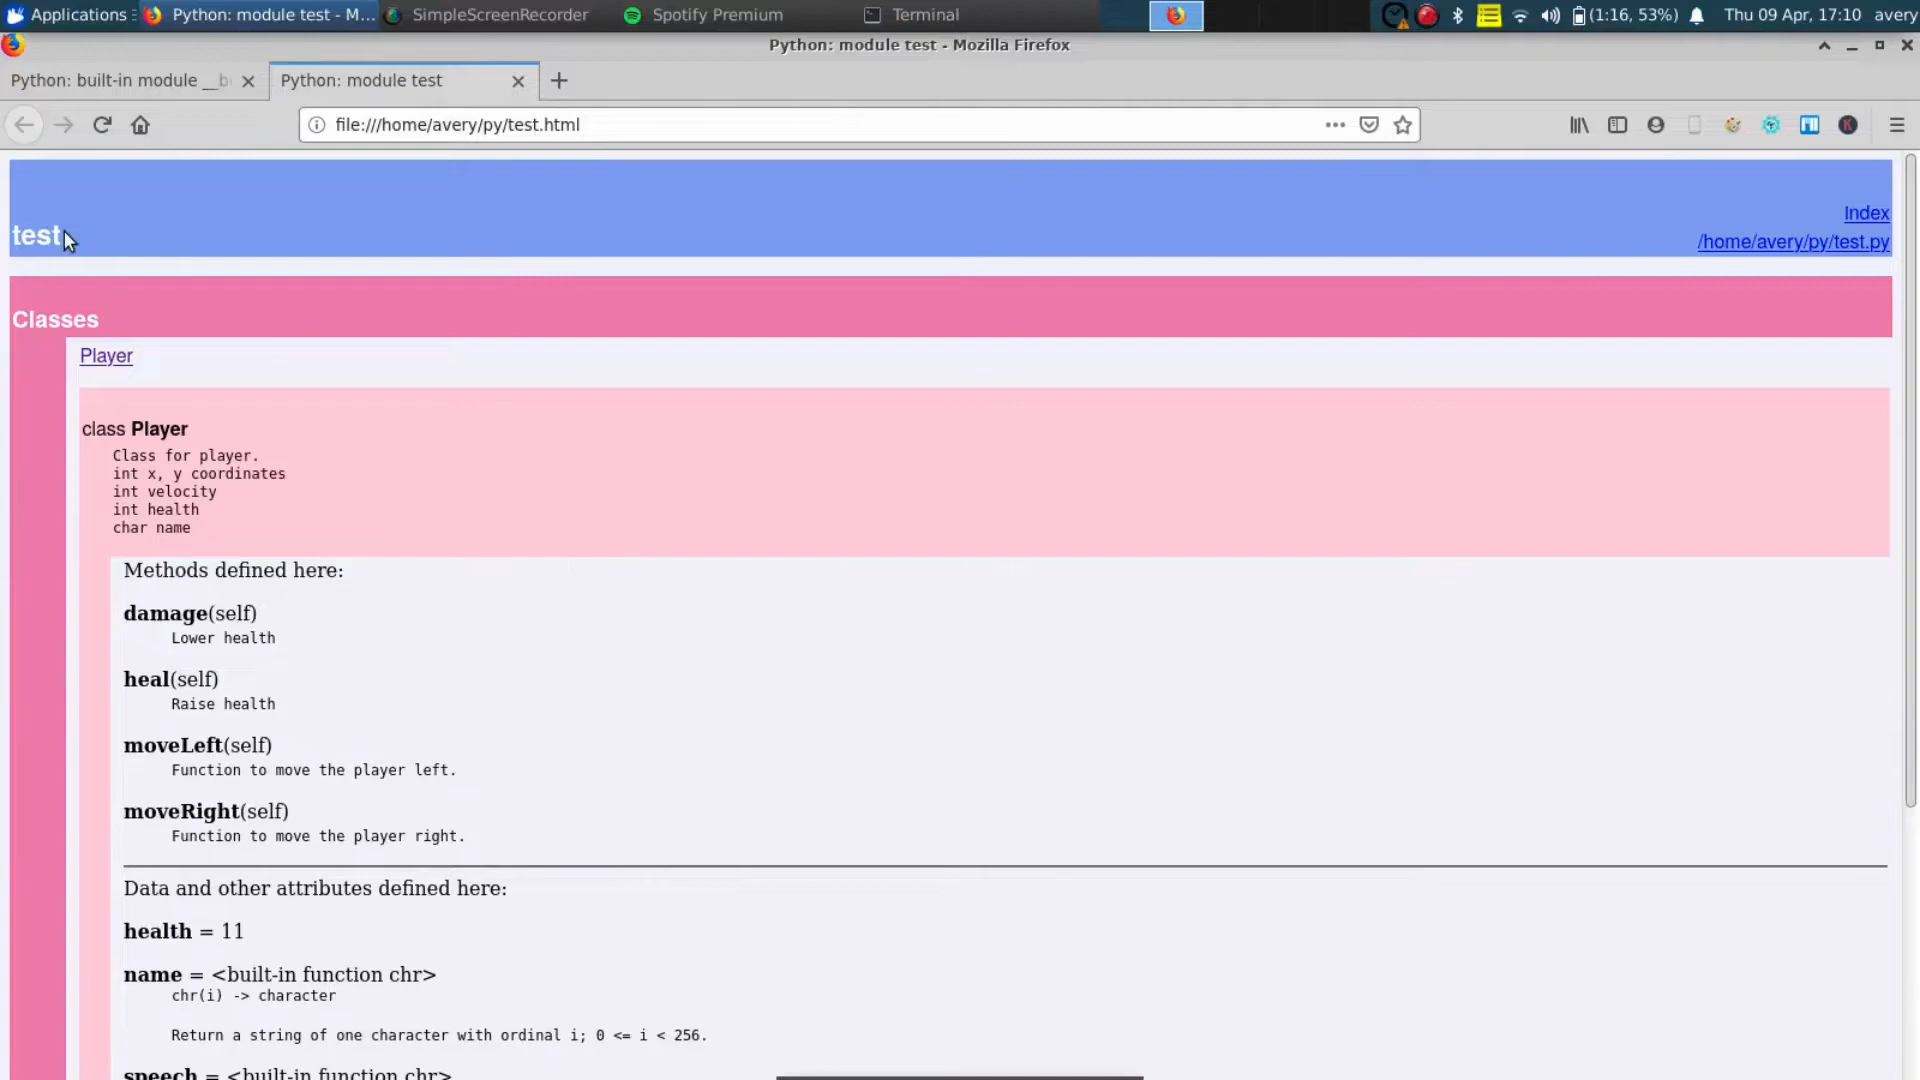 Applications
Python: module test - M...
SimpleScreenRecorder
Spotify Premium
Terminal
(1:16, 53%)
Thu 09 Apr, 17:10
avery
Python: module test - Mozilla Firefox
Python: built-in module __b
Python: module test
file:///home/avery/py/test.html
Index
test
/home/avery/py/test.py
Classes
Player
class Player
Class for player.
int x, y coordinates
int velocity
int health
char name
Methods defined here:
damage(self)
Lower health
heal(self)
Raise health
moveLeft(self)
Function to move the player left.
moveRight(self)
Function to move the player right.
Data and other attributes defined here:
health = 11
name = <built-in function chr>
chr(i) -> character
Return a string of one character with ordinal i; 0 <= i < 256.
speech = <built-in function chr>